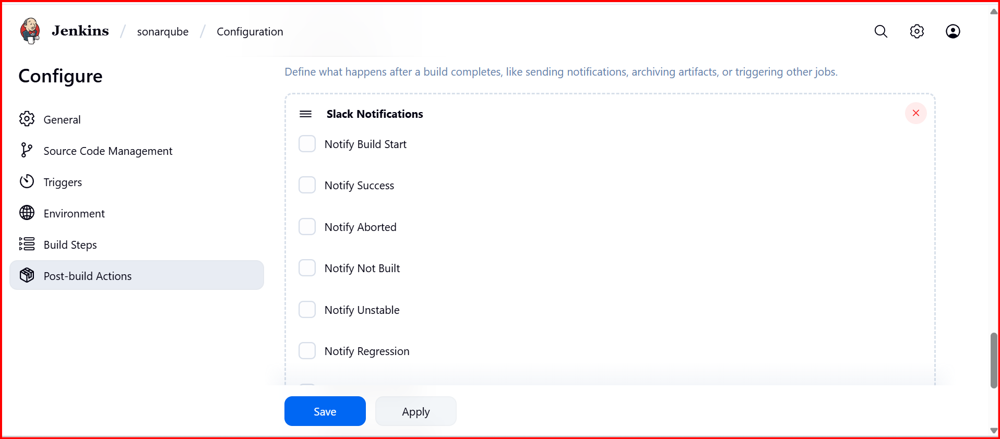 Jenkins / sonarqube / Configuration
Configure
General
Source Code Management
Triggers
Environment
Build Steps
Post-build Actions
Define what happens after a build completes, like sending notifications, archiving artifacts, or triggering other jobs.
Slack Notifications
Notify Build Start
Notify Success
Notify Aborted
Notify Not Built
Notify Unstable
Notify Regression
Save
Apply